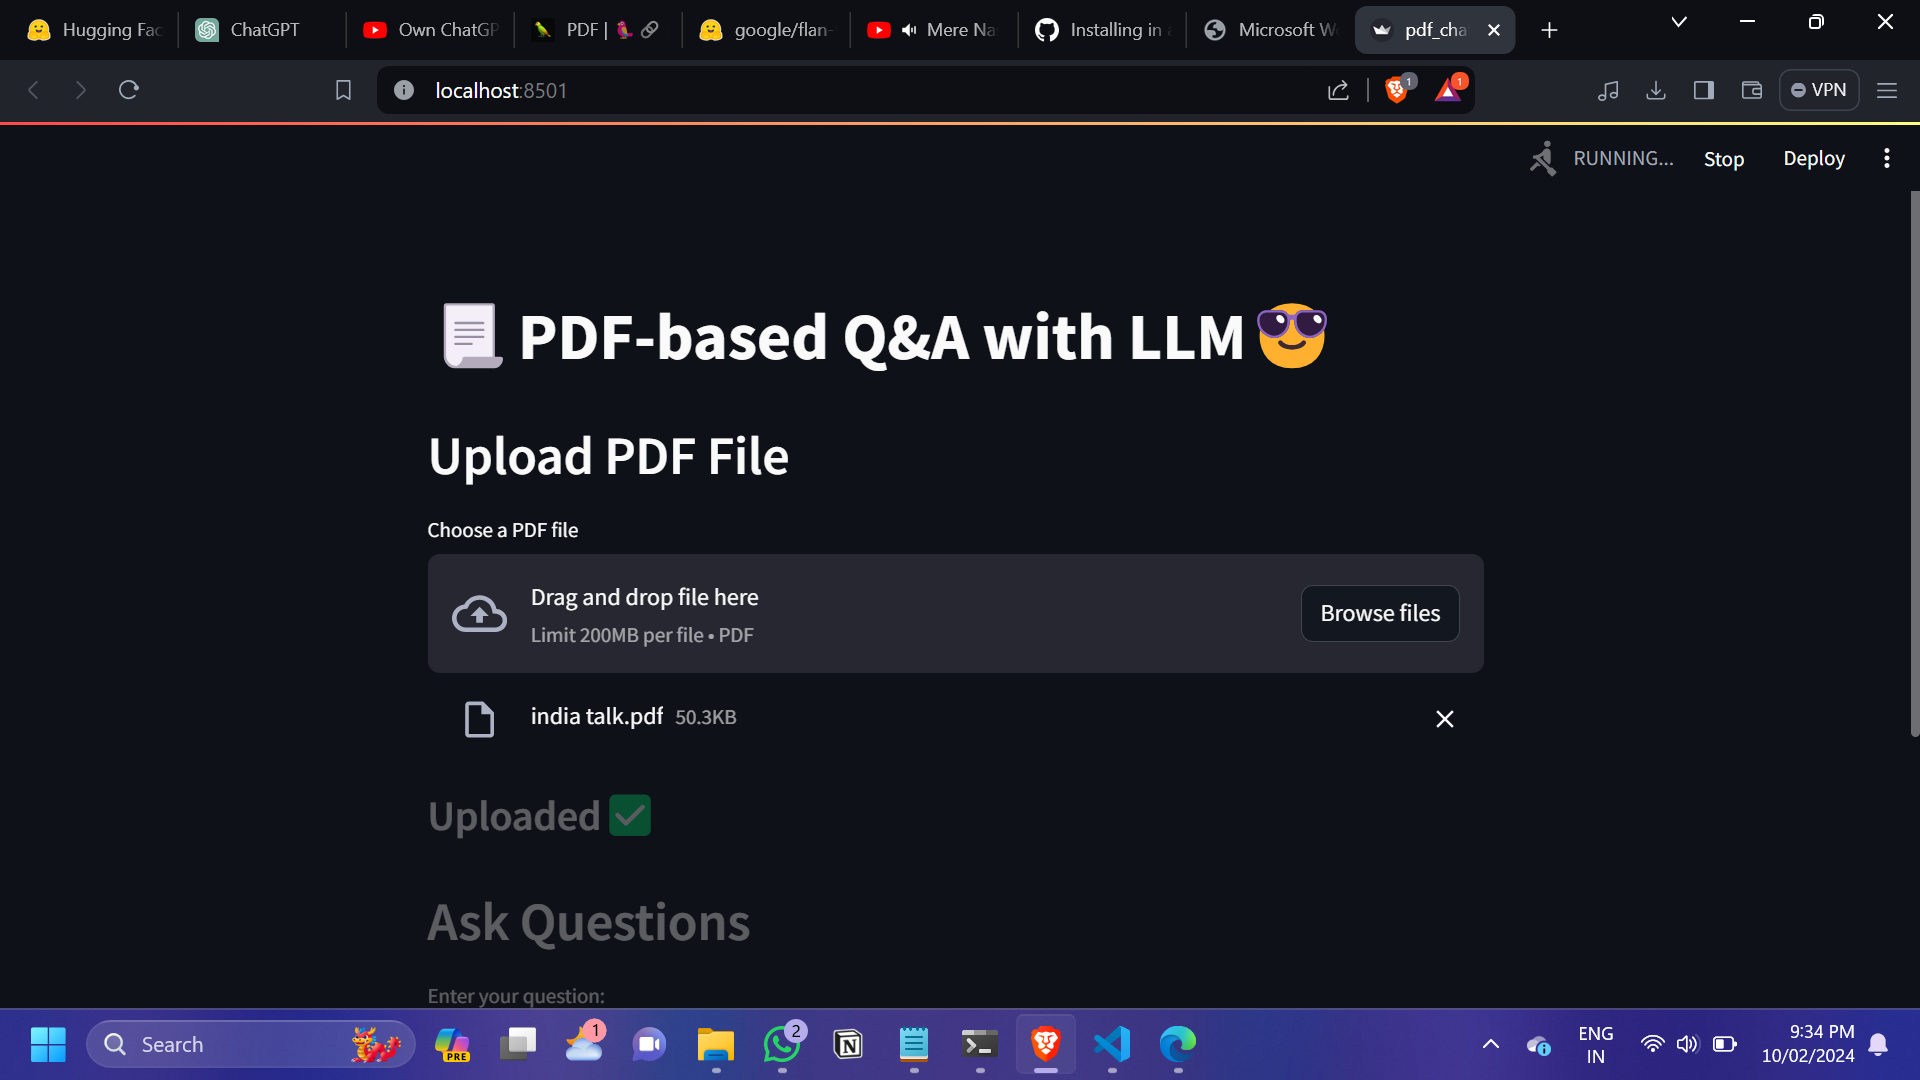 Hugging Fac
ChatGPT
Own ChatGP
PDF |
google/flan-
Mere Na
Installing in a
Microsoft W
pdf_cha
localhost:8501
1
1
VPN
RUNNING...
Stop
Deploy
PDF-based Q&A with LLM
Upload PDF File
Choose a PDF file
Drag and drop file here
Limit 200MB per file • PDF
Browse files
india talk.pdf 50.3KB
Uploaded
Ask Questions
Enter your question:
Search
PRE
1
2
ENG
IN
9:34 PM
10/02/2024